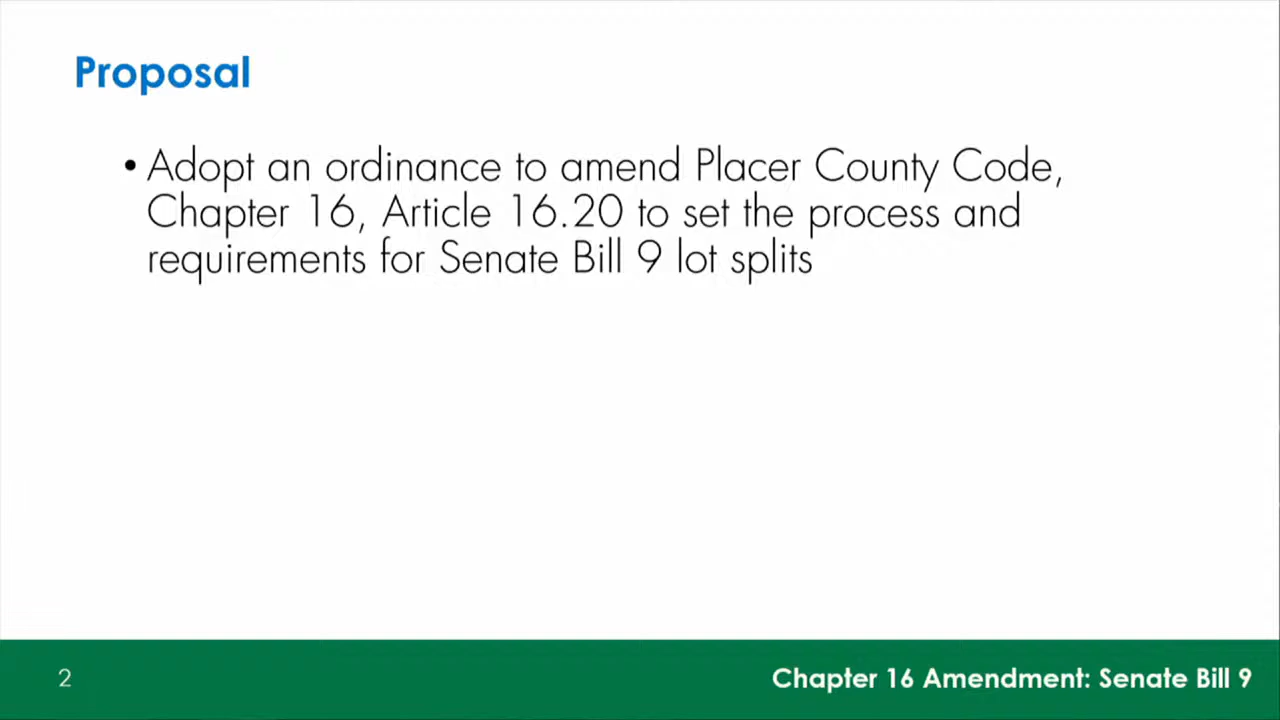 Proposal
• Adopt an ordinance to amend Placer County Code,
Chapter 16, Article 16.20 to set the process and
requirements for Senate Bill 9 lot splits
2
Chapter 16 Amendment: Senate Bill 9